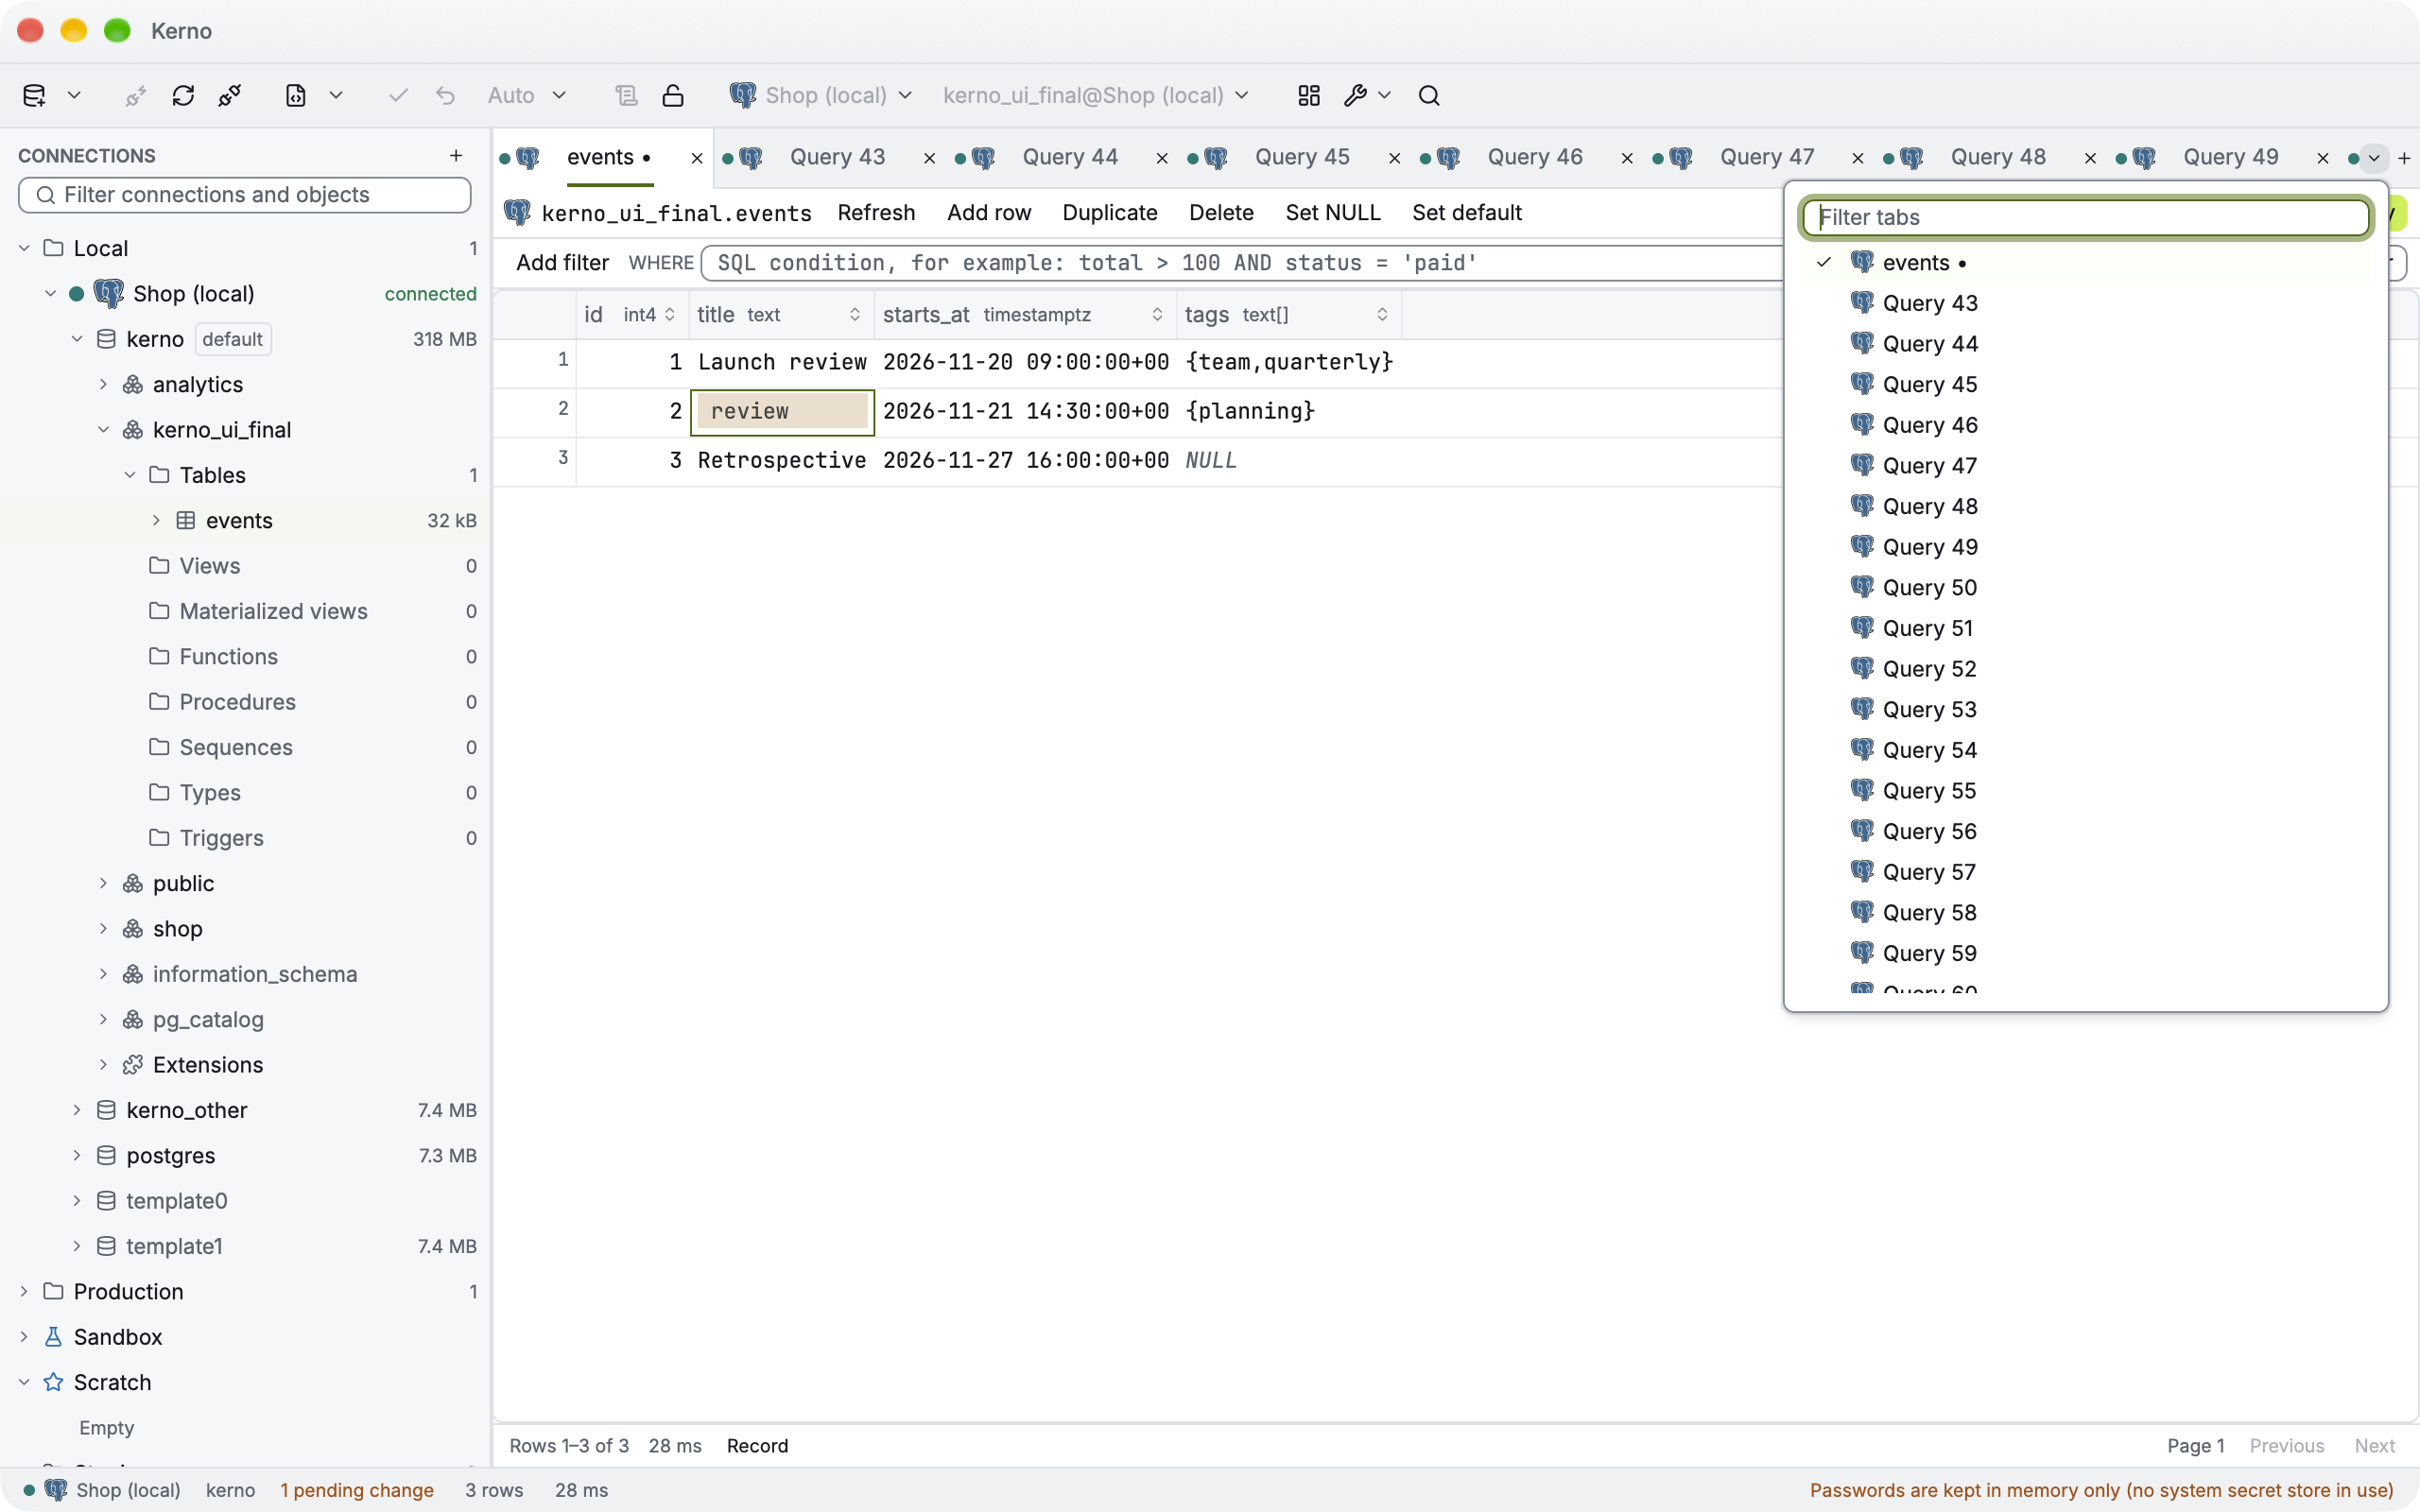 Kerno
Auto
Shop (local)
kerno_ui_final@Shop (local)
CONNECTIONS
Filter connections and objects
Local 1
Shop (local) connected
kerno default 318 MB
analytics
kerno_ui_final
Tables 1
events 32 kB
Views 0
Materialized views 0
Functions 0
Procedures 0
Sequences 0
Types 0
Triggers 0
public
shop
information_schema
pg_catalog
Extensions
kerno_other 7.4 MB
postgres 7.3 MB
template0
template1 7.4 MB
Production 1
Sandbox
Scratch
Empty
events • Query 43 Query 44 Query 45 Query 46 Query 47 Query 48 Query 49
kerno_ui_final.events Refresh Add row Duplicate Delete Set NULL Set default
Add filter WHERE SQL condition, for example: total > 100 AND status = 'paid'
id int4 title text starts_at timestamptz tags text[]
1 1 Launch review 2026-11-20 09:00:00+00 {team,quarterly}
2 2 review 2026-11-21 14:30:00+00 {planning}
3 3 Retrospective 2026-11-27 16:00:00+00 NULL
Filter tabs
events •
Query 43
Query 44
Query 45
Query 46
Query 47
Query 48
Query 49
Query 50
Query 51
Query 52
Query 53
Query 54
Query 55
Query 56
Query 57
Query 58
Query 59
Query 60
Rows 1–3 of 3 28 ms Record
Page 1 Previous Next
Shop (local) kerno 1 pending change 3 rows 28 ms
Passwords are kept in memory only (no system secret store in use)